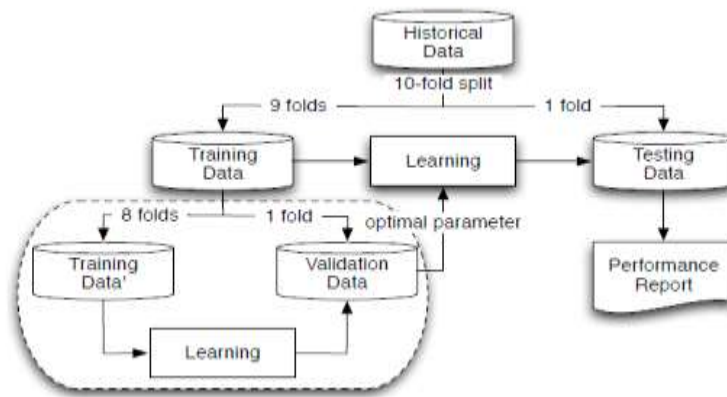 Historical
Data
10-fold split
9 folds
1 fold
Training
Data
Learning
Testing
Data
8 folds
1 fold
optimal parameter
Training
Data'
Validation
Data
Performance
Report
Learning